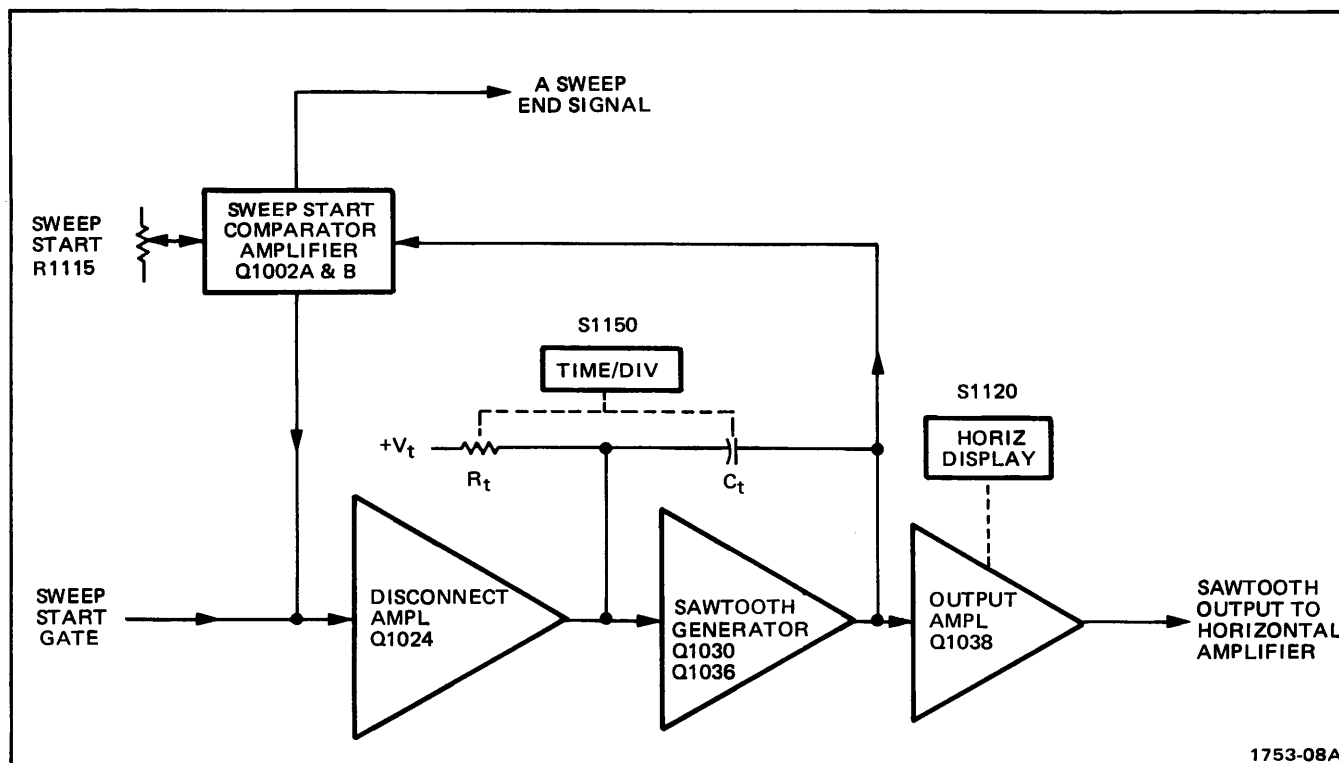 A SWEEP
END SIGNAL
SWEEP
START
R1115
SWEEP START
COMPARATOR
AMPLIFIER
Q1002A & B
S1150
TIME/DIV
S1120
HORIZ
DISPLAY
+Vt
Rt
Ct
SWEEP
START
GATE
DISCONNECT
AMPL
Q1024
SAWTOOTH
GENERATOR
Q1030
Q1036
OUTPUT
AMPL
Q1038
SAWTOOTH
OUTPUT TO
HORIZONTAL
AMPLIFIER
1753-08A